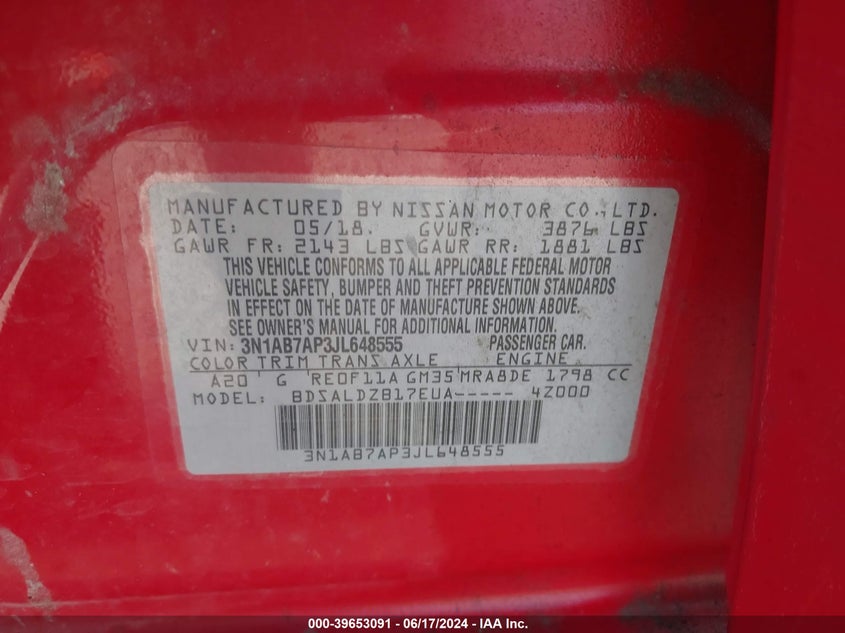 MANUFACTURED BY NISSAN MOTOR CO., LTD.
DATE: 05/18. GVWR: 3876 LBS
GAWR FR: 2143 LBS GAWR RR: 1881 LBS
THIS VEHICLE CONFORMS TO ALL APPLICABLE FEDERAL MOTOR
VEHICLE SAFETY, BUMPER AND THEFT PREVENTION STANDARDS
IN EFFECT ON THE DATE OF MANUFACTURE SHOWN ABOVE.
SEE OWNER'S MANUAL FOR ADDITIONAL INFORMATION.
VIN: 3N1AB7AP3JL648555 PASSENGER CAR.
COLOR TRIM TRANS AXLE ENGINE
A20 G RE0F11A GM35 MRA8DE 1798 CC
MODEL: BDSALDZB17EUA----- 4Z000
3N1AB7AP3JL648555
000-39653091 - 06/17/2024 - IAA Inc.